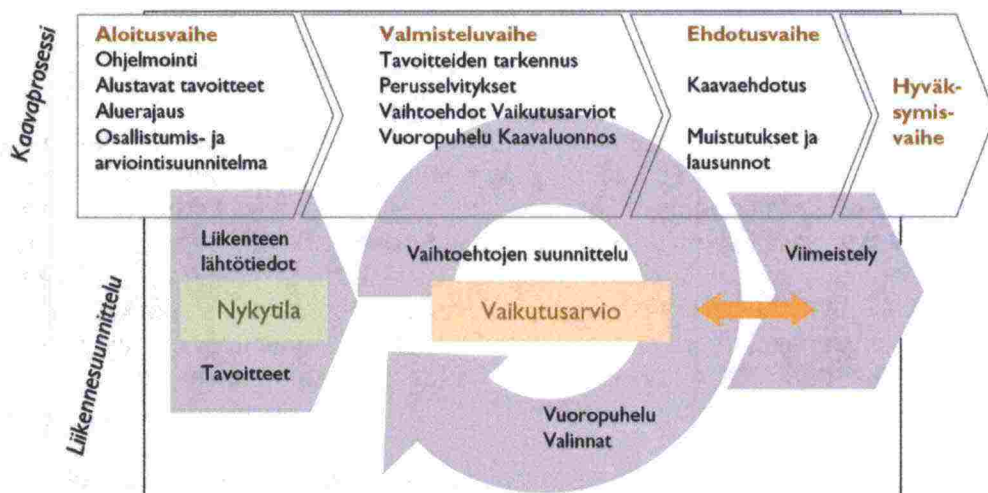 Kaavaprosessi
Aloitusvaihe
Ohjelmointi
Alustavat tavoitteet
Aluerajaus
Osallistumis- ja
arviointisuunnitelma
Valmisteluvaihe
Tavoitteiden tarkennus
Perusselvitykset
Vaihtoehdot Vaikutusarviot
Vuoropuhelu Kaavaluonnos
Ehdotusvaihe
Kaavaehdotus
Muistutukset ja
lausunnot
Hyväk-
symis-
vaihe
Liikennesuunnittelu
Liikenteen
lähtötiedot
Nykytila
Tavoitteet
Vaihtoehtojen suunnittelu
Vaikutusarvio
Vuoropuhelu
Valinnat
Viimeistely